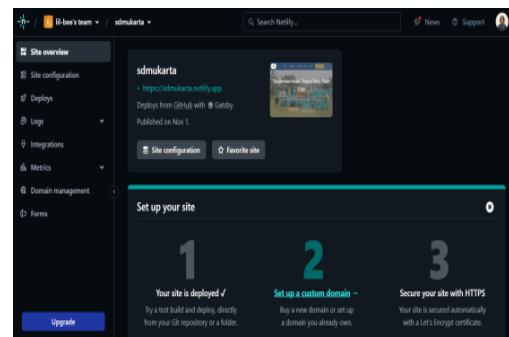 lil-bee's team / sdmukarta
Search Netlify...
News
Support
Site overview
Site configuration
Deploys
Logs
Integrations
Metrics
Domain management
Forms
Upgrade
sdmukarta
https://sdmukarta.netlify.app
Deploys from GitHub with Gatsby.
Published on Nov 1.
Site configuration
Favorite site
Set up your site
1
Your site is deployed ✓
Try a test build and deploy, directly
from your Git repository or a folder.
2
Set up a custom domain →
Buy a new domain or set up
a domain you already own.
3
Secure your site with HTTPS
Your site is secured automatically
with a Let's Encrypt certificate.